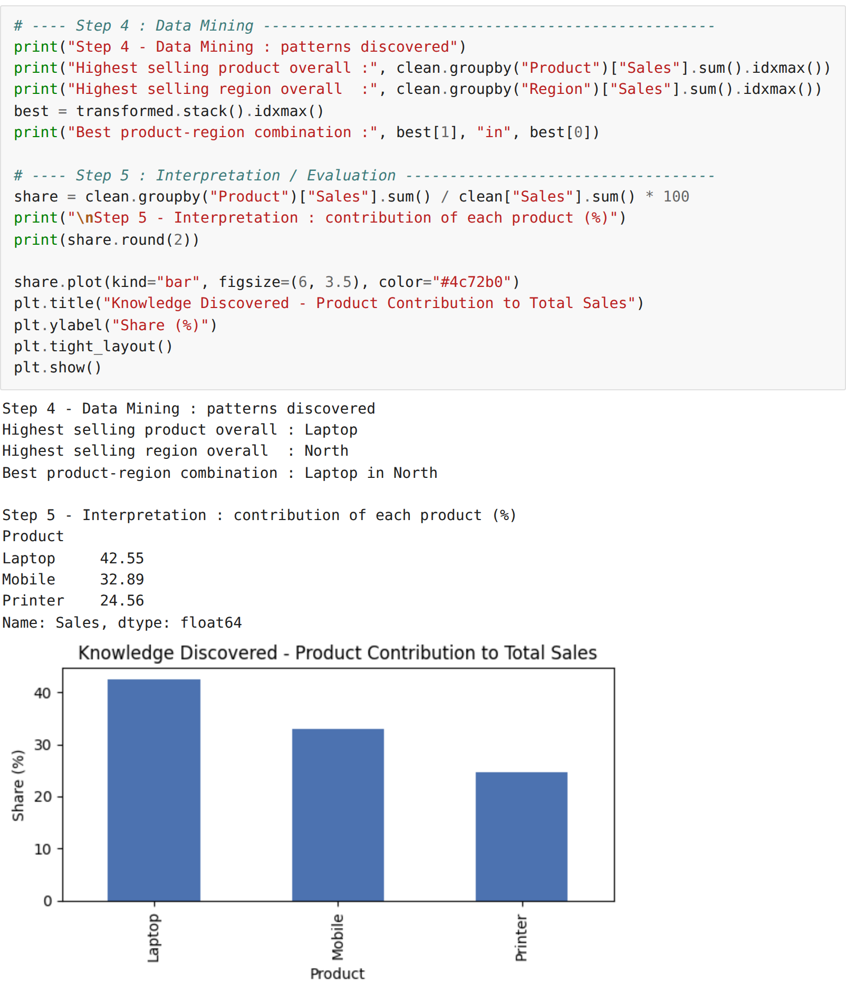 # ---- Step 4 : Data Mining ---------------------------------------------------
print("Step 4 - Data Mining : patterns discovered")
print("Highest selling product overall :", clean.groupby("Product")["Sales"].sum().idxmax())
print("Highest selling region overall  :", clean.groupby("Region")["Sales"].sum().idxmax())
best = transformed.stack().idxmax()
print("Best product-region combination :", best[1], "in", best[0])
# ---- Step 5 : Interpretation / Evaluation -----------------------------------
share = clean.groupby("Product")["Sales"].sum() / clean["Sales"].sum() * 100
print("\nStep 5 - Interpretation : contribution of each product (%)")
print(share.round(2))
share.plot(kind="bar", figsize=(6, 3.5), color="#4c72b0")
plt.title("Knowledge Discovered - Product Contribution to Total Sales")
plt.ylabel("Share (%)")
plt.tight_layout()
plt.show()
Step 4 - Data Mining : patterns discovered
Highest selling product overall : Laptop
Highest selling region overall  : North
Best product-region combination : Laptop in North
Step 5 - Interpretation : contribution of each product (%)
Product
Laptop     42.55
Mobile     32.89
Printer    24.56
Name: Sales, dtype: float64
Knowledge Discovered - Product Contribution to Total Sales
Share (%)
40
30
20
10
0
Laptop
Mobile
Printer
Product